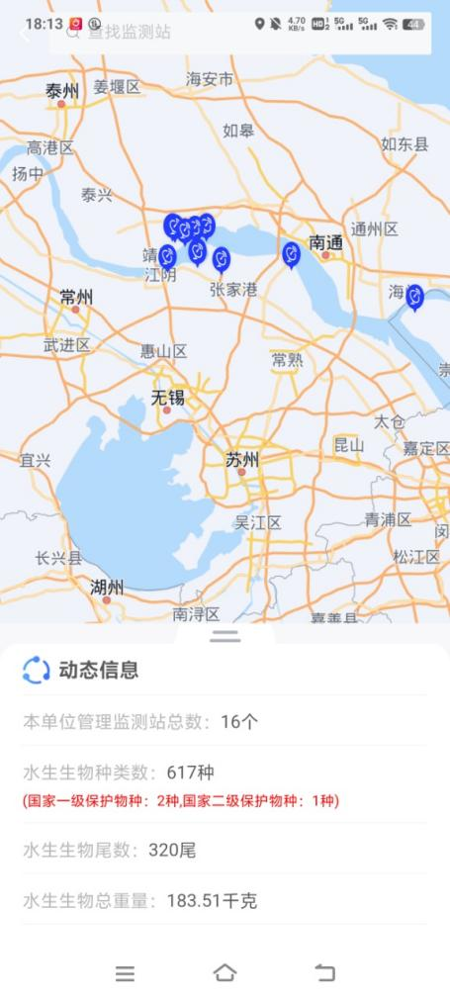 18:13
4.70 KB/s HD 1 2 5G 5G 44
查找监测站
海安市
泰州 姜堰区
如皋
如东县
高港区
扬中
泰兴
通州区
南通
靖
江阴
张家港
海
常州
武进区
惠山区
常熟
崇
无锡
太仓
昆山
嘉定区
宜兴
苏州
吴江区
青浦区
闵
长兴县
松江区
湖州
南浔区
嘉善县
动态信息
本单位管理监测站总数：16个
水生生物种类数：617种
(国家一级保护物种：2种,国家二级保护物种：1种)
水生生物尾数：320尾
水生生物总重量：183.51千克